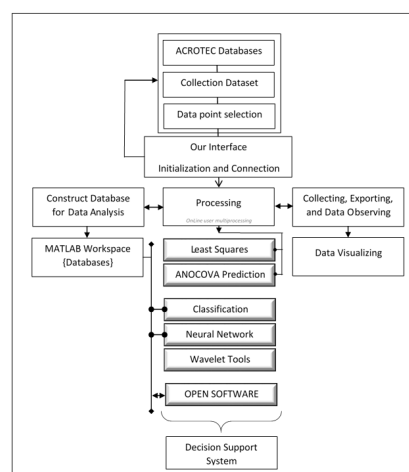 ACROTEC Databases
Collection Dataset
Data point selection
Our Interface
Initialization and Connection
Construct Database
for Data Analysis
Processing
OnLine user multiprocessing
Collecting, Exporting,
and Data Observing
MATLAB Workspace
{Databases}
Least Squares
Data Visualizing
ANOCOVA Prediction
Classification
Neural Network
Wavelet Tools
OPEN SOFTWARE
Decision Support
System